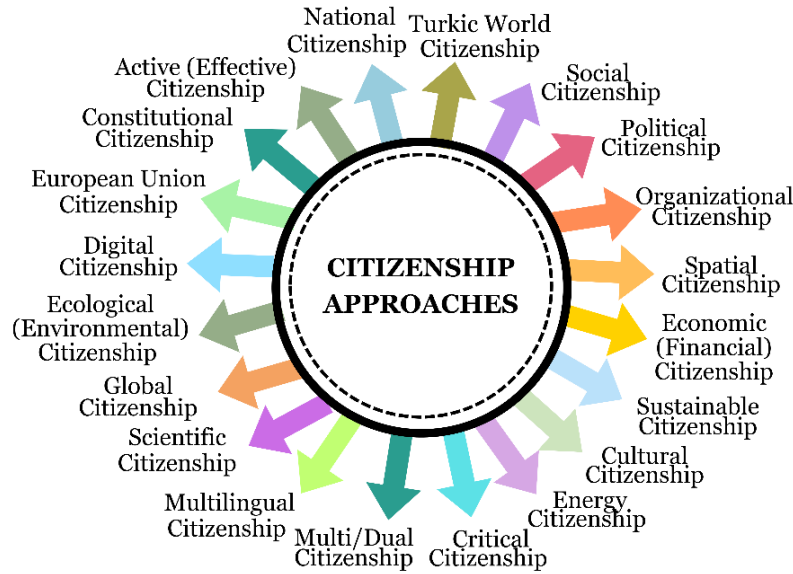 National
Citizenship
Turkic World
Citizenship
Social
Citizenship
Political
Citizenship
Organizational
Citizenship
Spatial
Citizenship
Economic
(Financial)
Citizenship
Sustainable
Citizenship
Cultural
Citizenship
Energy
Citizenship
Critical
Citizenship
Multi/Dual
Citizenship
Multilingual
Citizenship
Scientific
Citizenship
Global
Citizenship
Ecological
(Environmental)
Citizenship
Digital
Citizenship
European Union
Citizenship
Constitutional
Citizenship
Active (Effective)
Citizenship
CITIZENSHIP
APPROACHES